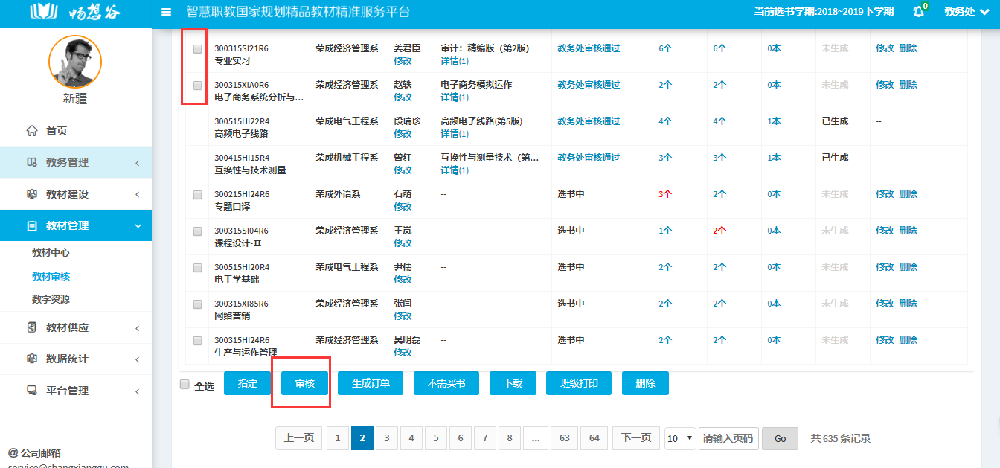 畅想谷
智慧职教国家规划精品教材精准服务平台
当前选书学期:2018~2019下学期
0
教务处
新疆
首页
教务管理
教材建设
教材管理
教材中心
教材审核
数字资源
教材供应
数据统计
平台管理
@ 公司邮箱
service@changxianggu.com
300315SI21R6 荣成经济管理系 姜君臣 审计：精编版（第2版) 教务处审核通过 6个 6个 0本 未生成 修改 删除
专业实习 修改 详情(1)
300315XIA0R6 荣成经济管理系 赵轶 电子商务模拟运作 教务处审核通过 2个 2个 0本 未生成 修改 删除
电子商务系统分析与... 修改 详情(1)
300515HI22R4 荣成电气工程系 段瑞珍 高频电子线路(第5版) 教务处审核通过 4个 4个 1本 已生成 --
高频电子线路 修改 详情(1)
300415HI15R4 荣成机械工程系 曾红 互换性与测量技术（第... 教务处审核通过 3个 3个 1本 已生成 --
互换性与技术测量 修改 详情(1)
300215HI24R6 荣成外语系 石萌 -- 选书中 3个 2个 0本 未生成 修改 删除
专题口译 修改
300315SI04R6 荣成经济管理系 王岚 -- 选书中 1个 2个 0本 未生成 修改 删除
课程设计-Ⅱ 修改
300515HI20R4 荣成电气工程系 尹儒 -- 选书中 2个 2个 0本 未生成 修改 删除
电工学基础 修改
300315XI85R6 荣成经济管理系 张闫 -- 选书中 2个 2个 0本 未生成 修改 删除
网络营销 修改
300315HI24R6 荣成经济管理系 吴明磊 -- 选书中 2个 2个 0本 未生成 修改 删除
生产与运作管理 修改
全选 指定 审核 生成订单 不需买书 下载 班级打印 删除
上一页 1 2 3 4 5 6 7 8 ... 63 64 下一页 10 请输入页码 Go 共 635 条记录